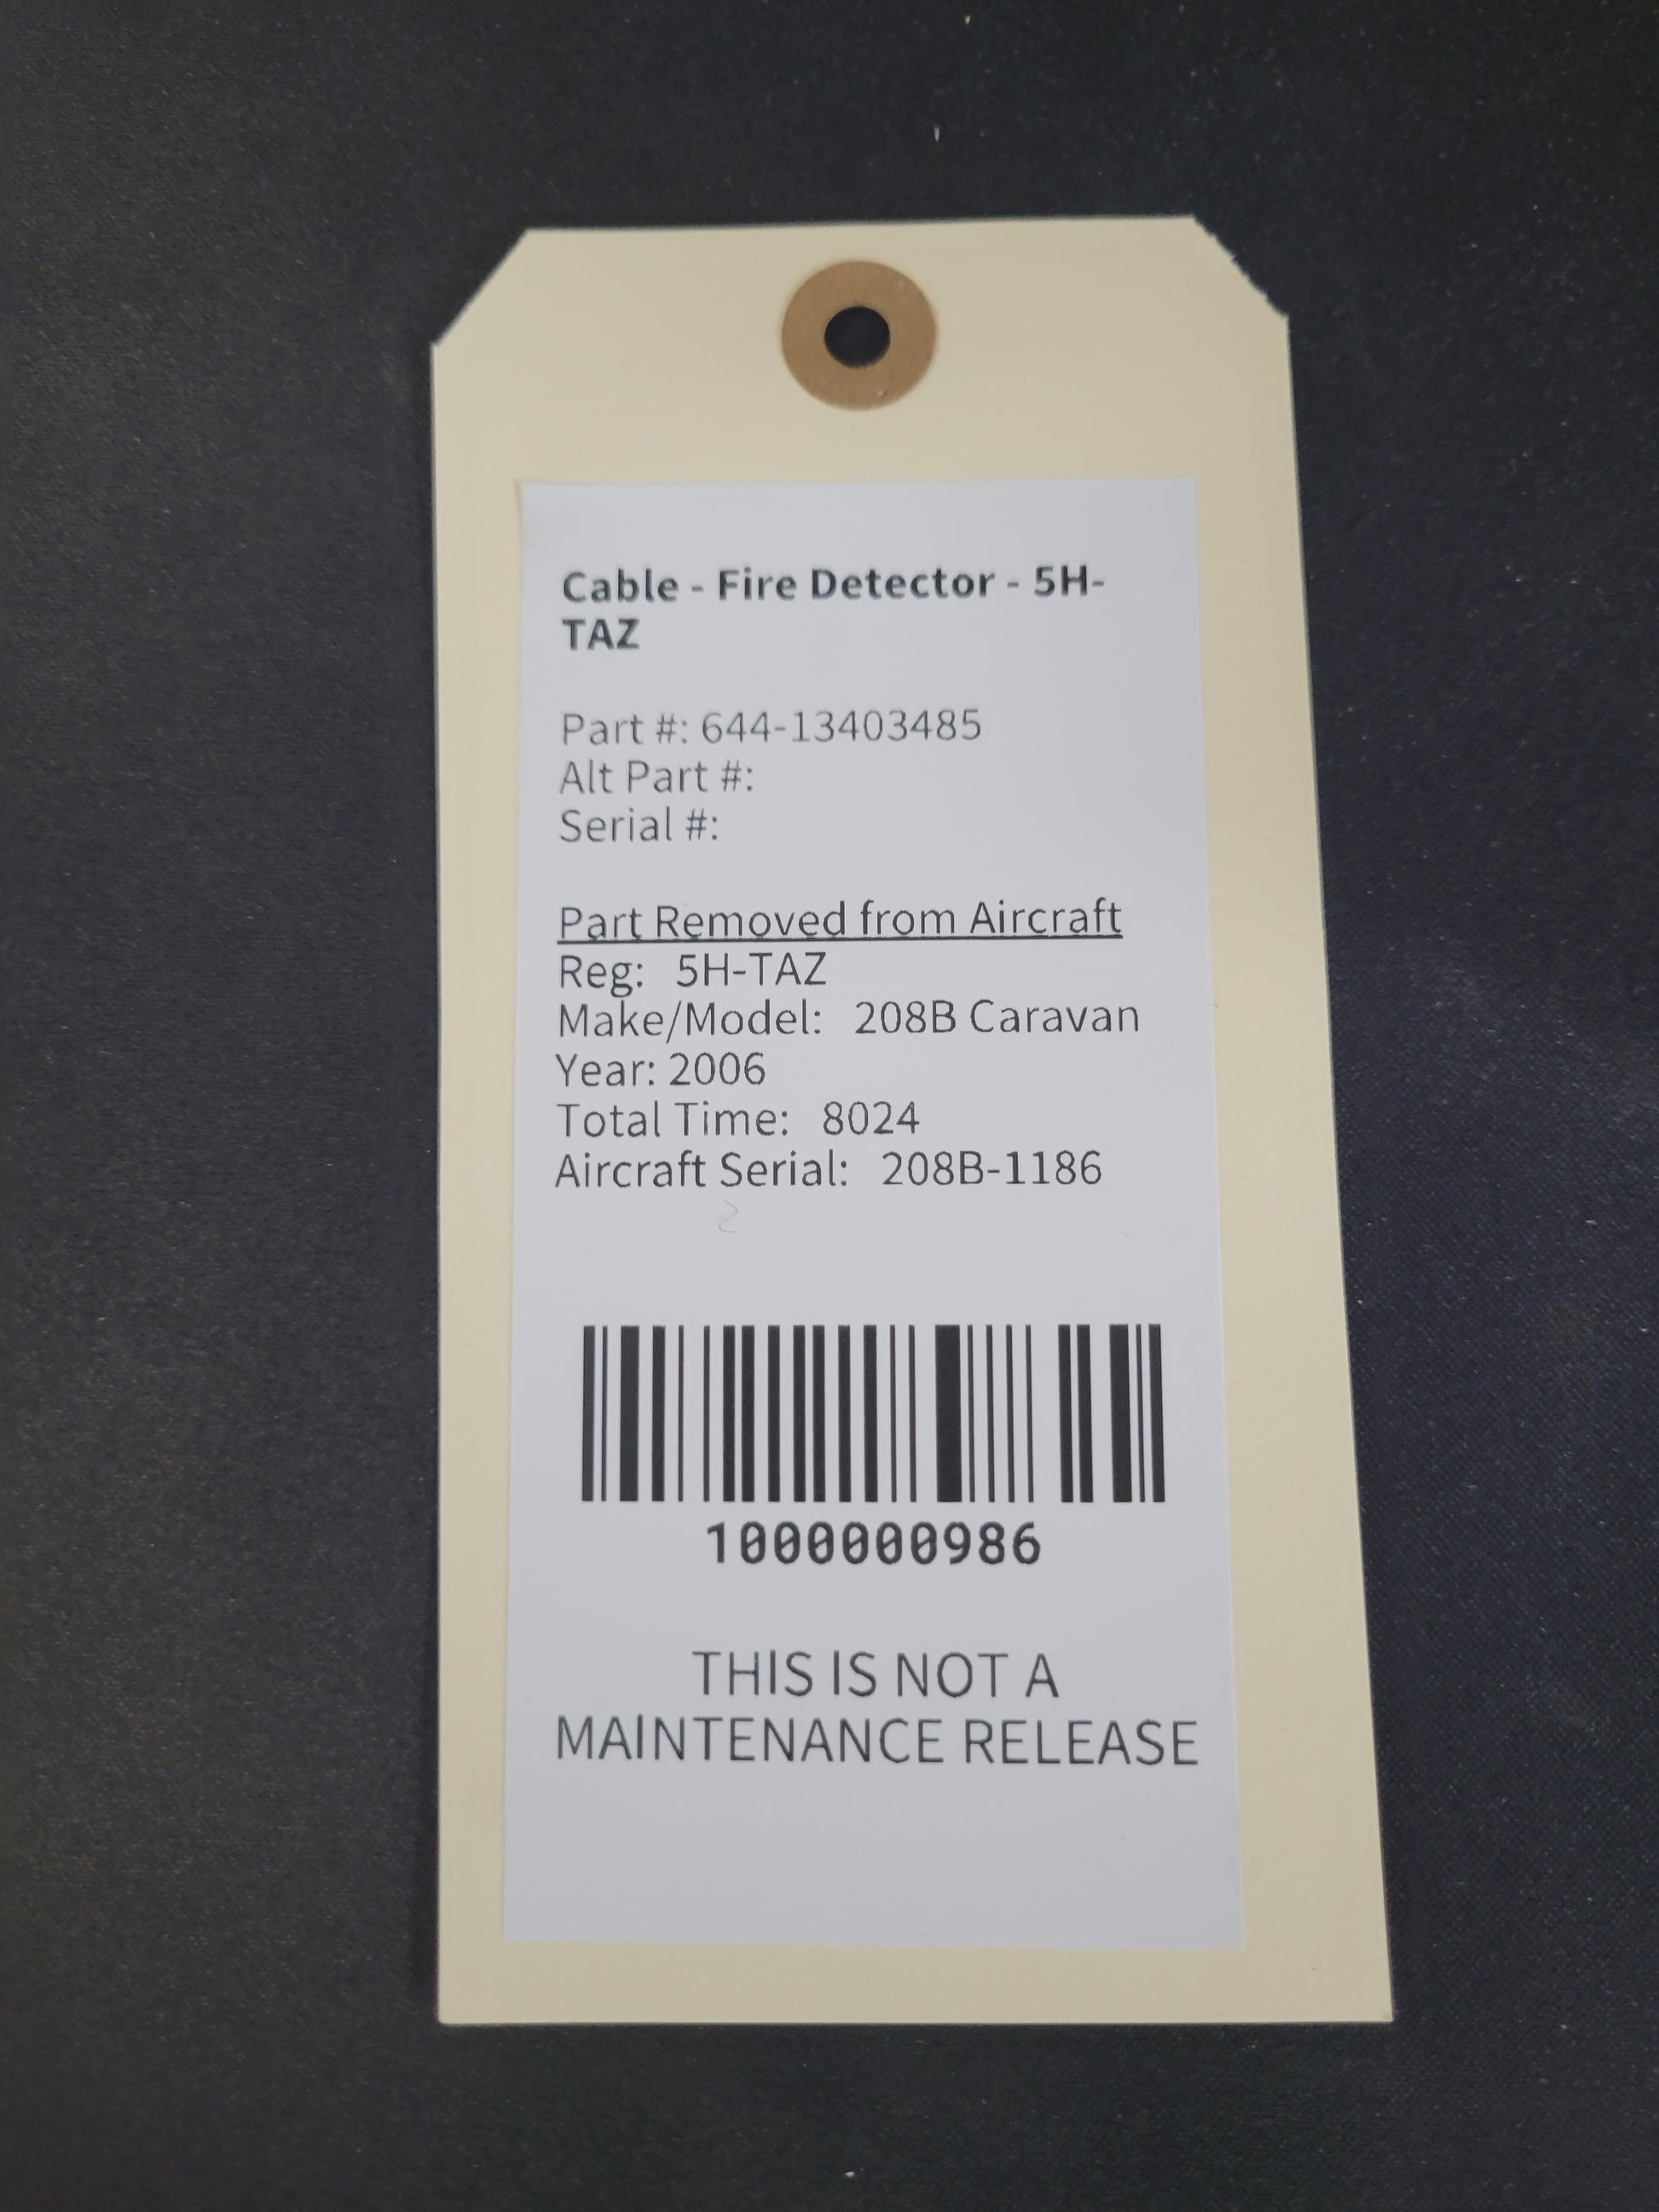 Cable - Fire Detector - 5H-
TAZ
Part #: 644-13403485
Alt Part #:
Serial #:
Part Removed from Aircraft
Reg: 5H-TAZ
Make/Model: 208B Caravan
Year: 2006
Total Time: 8024
Aircraft Serial: 208B-1186
1000000986
THIS IS NOT A
MAINTENANCE RELEASE